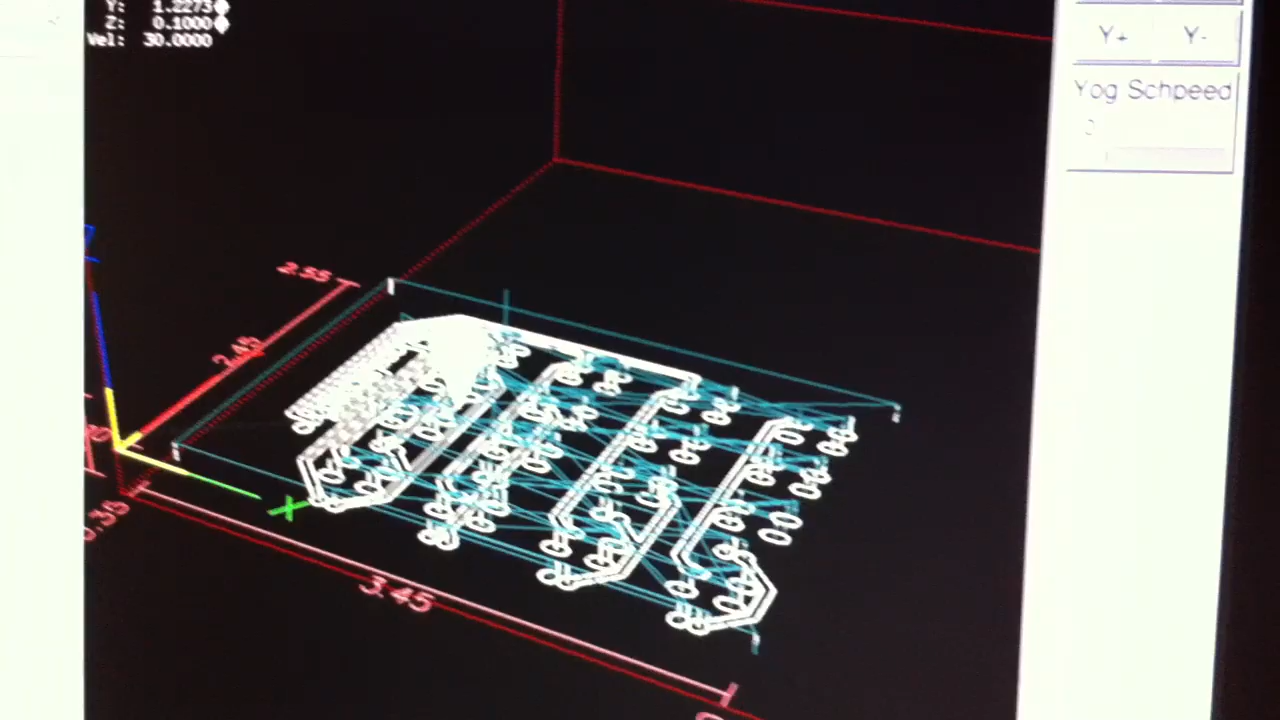 Y: 1.2273
Z: 0.1000
Vel: 30.0000
Y+ Y-
Yog Schpeed
2.55
X
3.45